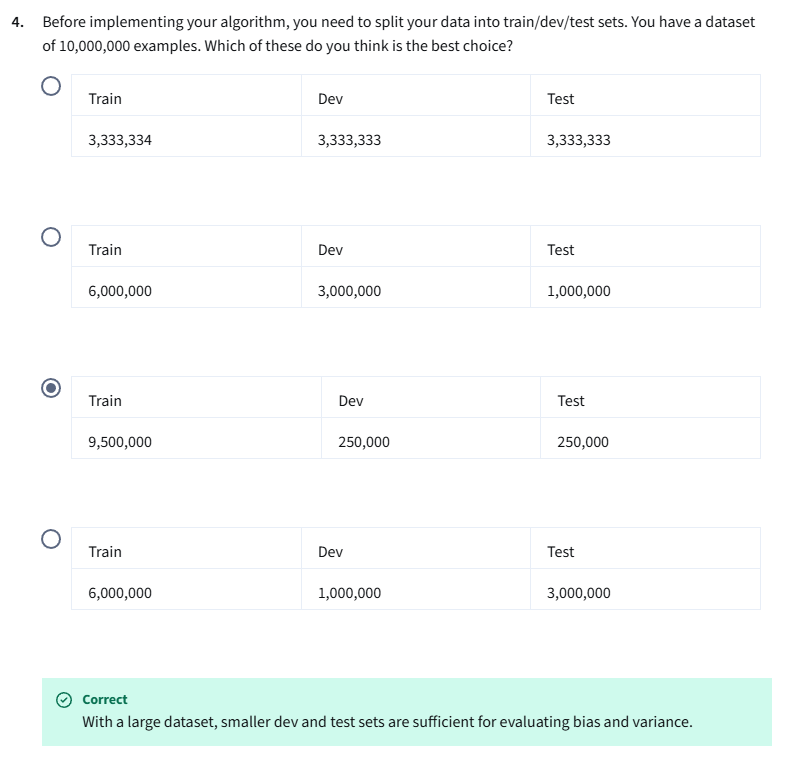 4. Before implementing your algorithm, you need to split your data into train/dev/test sets. You have a dataset
of 10,000,000 examples. Which of these do you think is the best choice?
Train Dev Test
3,333,334 3,333,333 3,333,333
Train Dev Test
6,000,000 3,000,000 1,000,000
Train Dev Test
9,500,000 250,000 250,000
Train Dev Test
6,000,000 1,000,000 3,000,000
Correct
With a large dataset, smaller dev and test sets are sufficient for evaluating bias and variance.